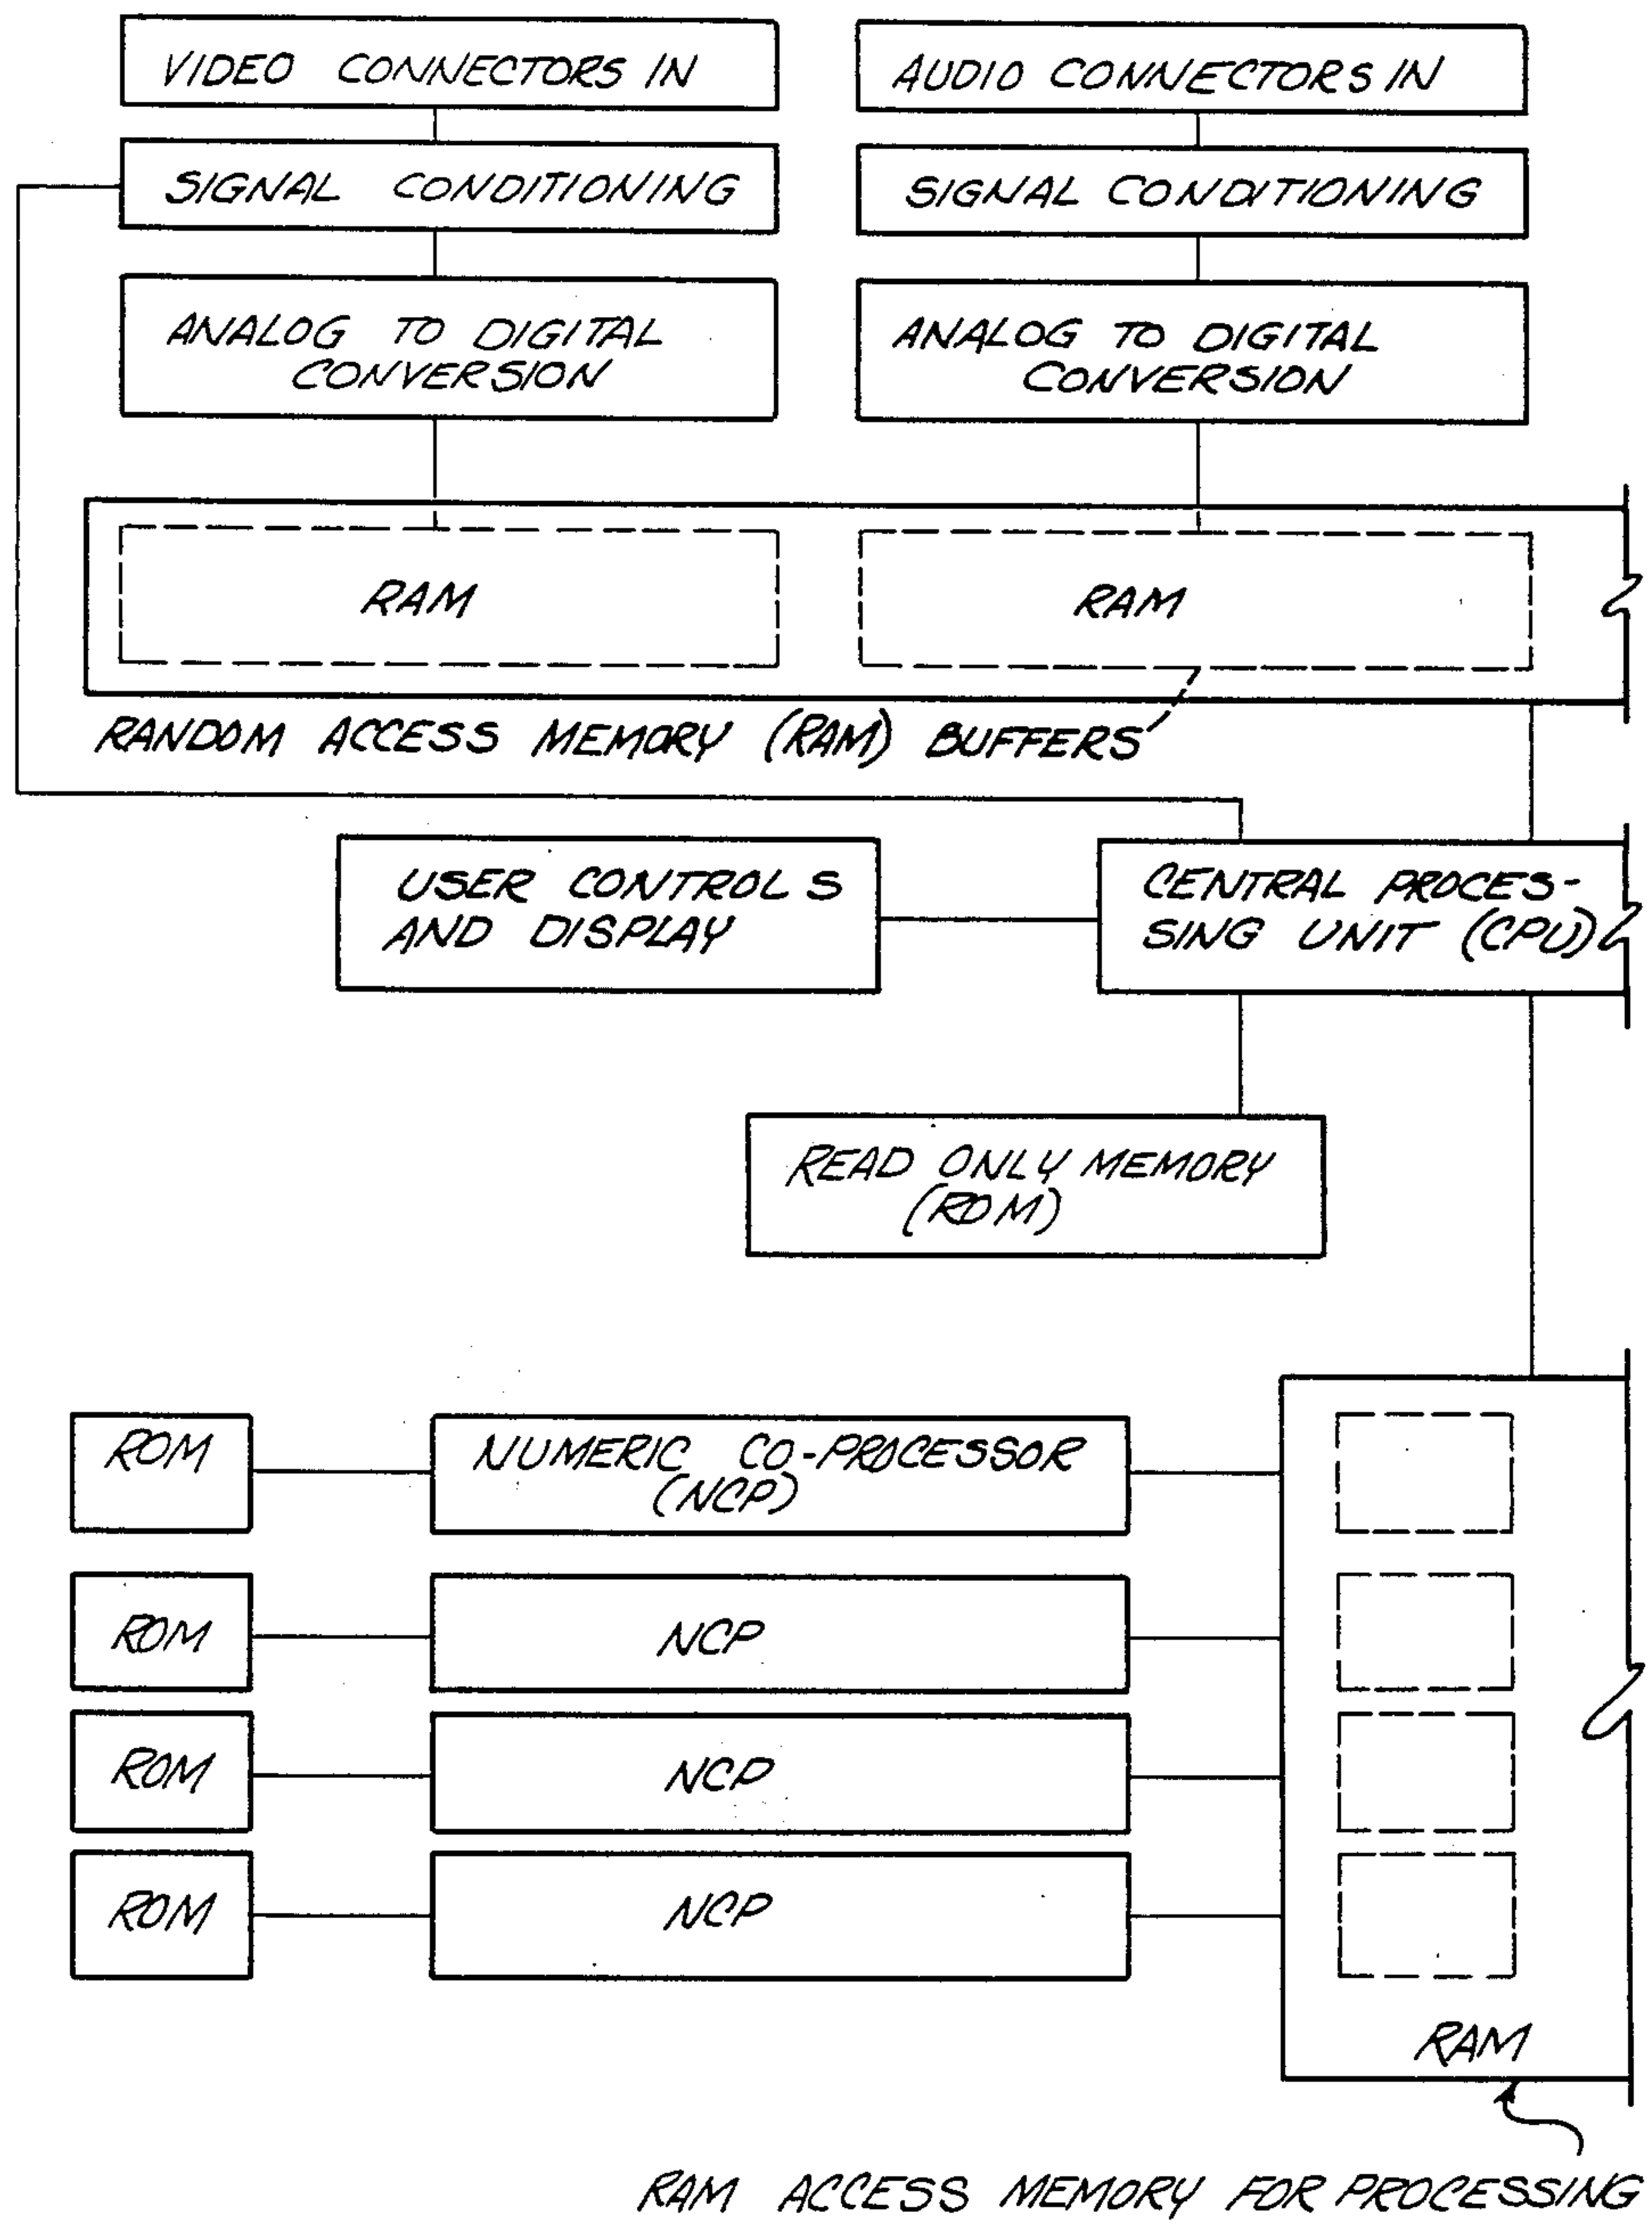 VIDEO CONNECTORS IN
AUDIO CONNECTORS IN
SIGNAL CONDITIONING
SIGNAL CONDITIONING
ANALOG TO DIGITAL
CONVERSION
ANALOG TO DIGITAL
CONVERSION
RAM
RAM
RANDOM ACCESS MEMORY (RAM) BUFFERS
USER CONTROLS
AND DISPLAY
CENTRAL PROCES-
SING UNIT (CPU)
READ ONLY MEMORY
(ROM)
ROM
NUMERIC CO-PROCESSOR
(NCP)
ROM
NCP
ROM
NCP
ROM
NCP
RAM
RAM ACCESS MEMORY FOR PROCESSING